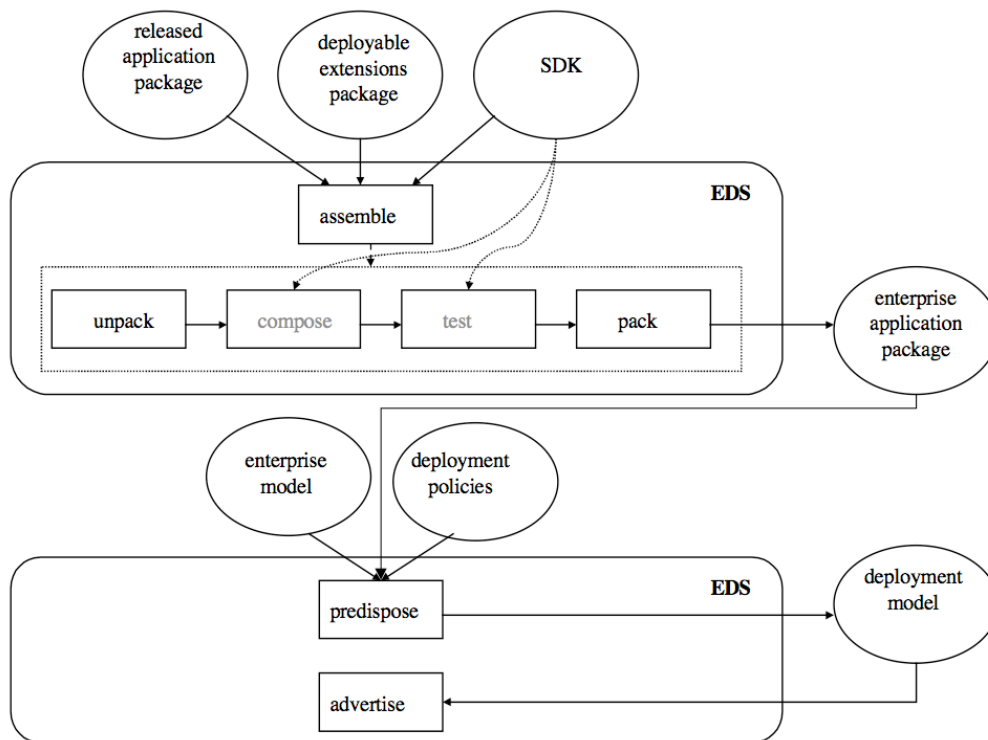 released
application
package
deployable
extensions
package
SDK
EDS
assemble
unpack
compose
test
pack
enterprise
application
package
enterprise
model
deployment
policies
EDS
predispose
deployment
model
advertise